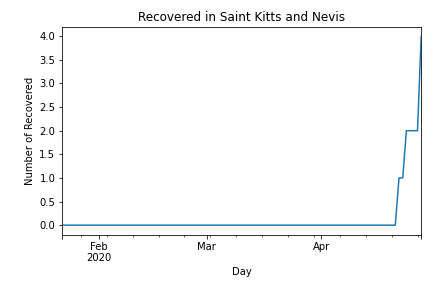 Recovered in Saint Kitts and Nevis
4.0
3.5
3.0
2.5
2.0
1.5
1.0
0.5
0.0
Number of Recovered
Feb
2020
Mar
Apr
Day